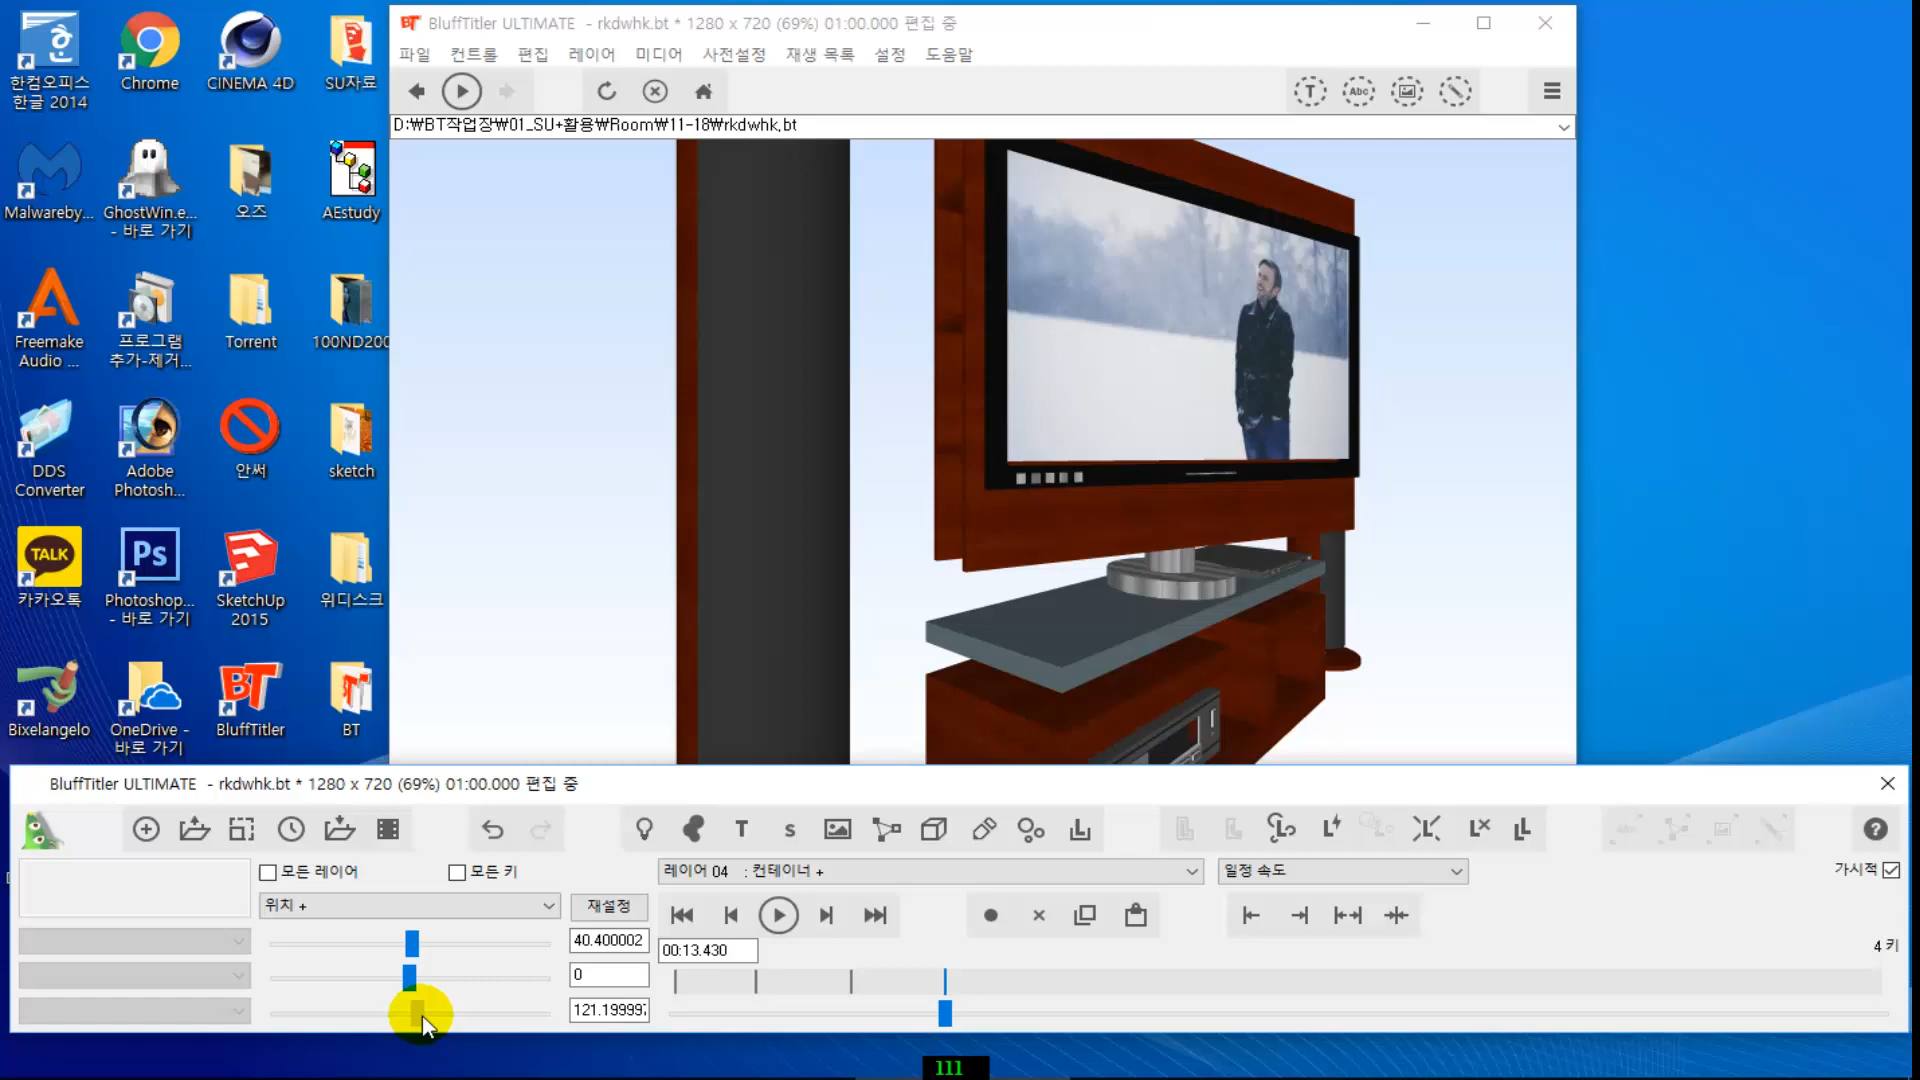 BluffTitler ULTIMATE - rkdwhk.bt * 1280 x 720 (69%) 01:00.000 편집 중
파일 컨트롤 편집 레이어 미디어 사전설정 재생 목록 설정 도움말
T Abc
D:\BT작업장\01_SU+활용\Room\11-18\rkdwhk.bt
한컴오피스 한글 2014
Chrome
CINEMA 4D
SU자료
Malwareby...
GhostWin.e... - 바로 가기
오즈
AEstudy
Freemake Audio ...
프로그램 추가-제거...
Torrent
100ND200
DDS Converter
Adobe Photosh...
안써
sketch
TALK
카카오톡
Ps
Photoshop... - 바로 가기
SketchUp 2015
위디스크
Bixelangelo
OneDrive - 바로 가기
BT
BluffTitler
BT
BluffTitler ULTIMATE - rkdwhk.bt * 1280 x 720 (69%) 01:00.000 편집 중
T S
모든 레이어 모든 키
레이어 04 : 컨테이너 +
일정 속도
가시적
위치 +
재설정
40.400002
00:13.430
4 키
0
121.19999
111